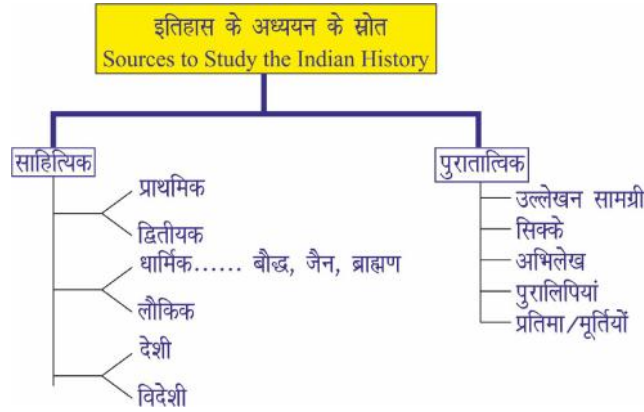 इतिहास के अध्ययन के स्रोत
Sources to Study the Indian History
साहित्यिक
प्राथमिक
द्वितीयक
धार्मिक...... बौद्ध, जैन, ब्राह्मण
लौकिक
देशी
विदेशी
पुरातात्विक
उल्लेखन सामग्री
सिक्के
अभिलेख
पुरालिपियां
प्रतिमा/मूर्तियों